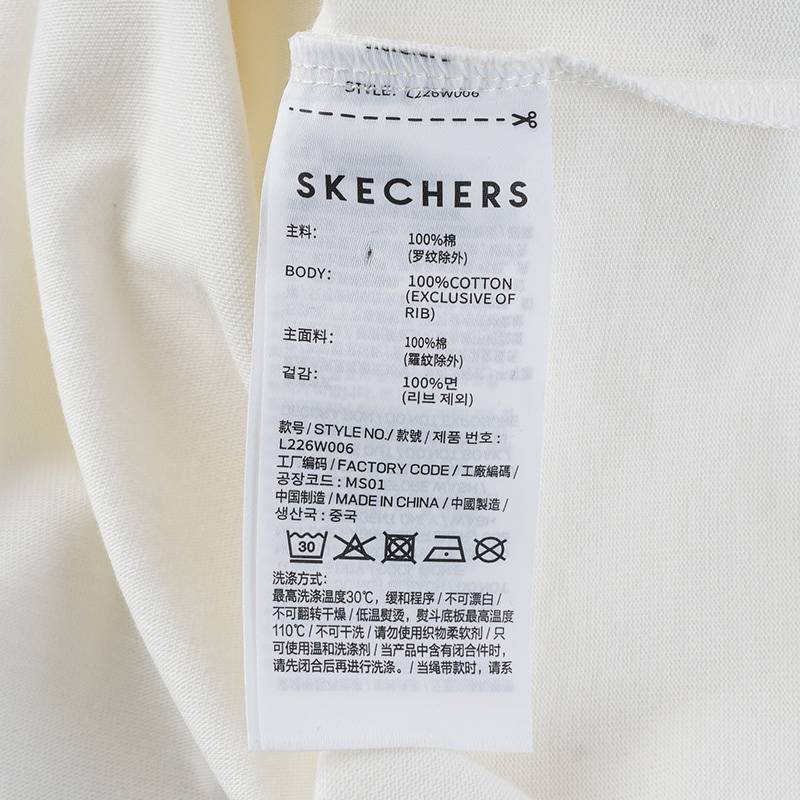 STYLE: L226W006
SKECHERS
主料: 100%棉
(罗纹除外)
BODY: 100%COTTON
(EXCLUSIVE OF
RIB)
主面料: 100%棉
(羅紋除外)
겉감: 100%면
(리브 제외)
款号 / STYLE NO./ 款號 / 제품 번호 :
L226W006
工厂编码 / FACTORY CODE / 工廠編碼 /
공장코드 : MS01
中国制造 / MADE IN CHINA / 中國製造 /
생산국 : 중국
30
洗涤方式:
最高洗涤温度30℃，缓和程序 / 不可漂白 /
不可翻转干燥 / 低温熨烫，熨斗底板最高温度
110℃ / 不可干洗 / 请勿使用织物柔软剂 / 只
可使用温和洗涤剂 / 当产品中含有闭合件时，
请先闭合后再进行洗涤。/ 当绳带款时，请系